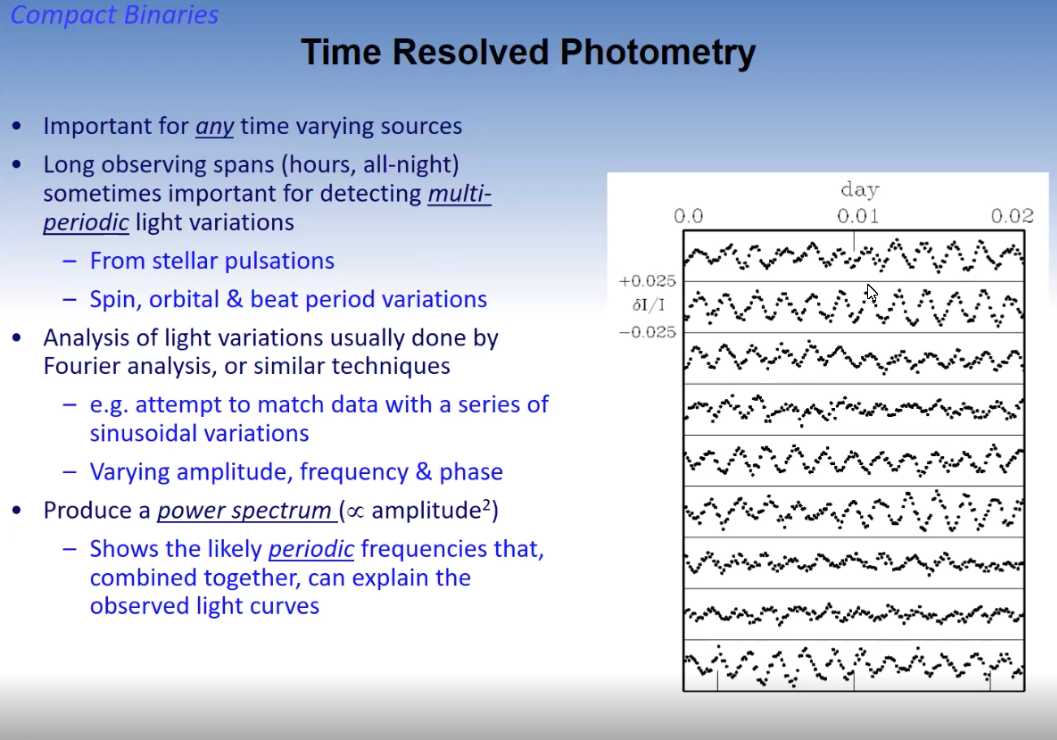 Compact Binaries
Time Resolved Photometry
• Important for any time varying sources
• Long observing spans (hours, all-night)
sometimes important for detecting multi-
periodic light variations
– From stellar pulsations
– Spin, orbital & beat period variations
• Analysis of light variations usually done by
Fourier analysis, or similar techniques
– e.g. attempt to match data with a series of
sinusoidal variations
– Varying amplitude, frequency & phase
• Produce a power spectrum (∝ amplitude²)
– Shows the likely periodic frequencies that,
combined together, can explain the
observed light curves
day
0.0 0.01 0.02
+0.025
δI/I
−0.025